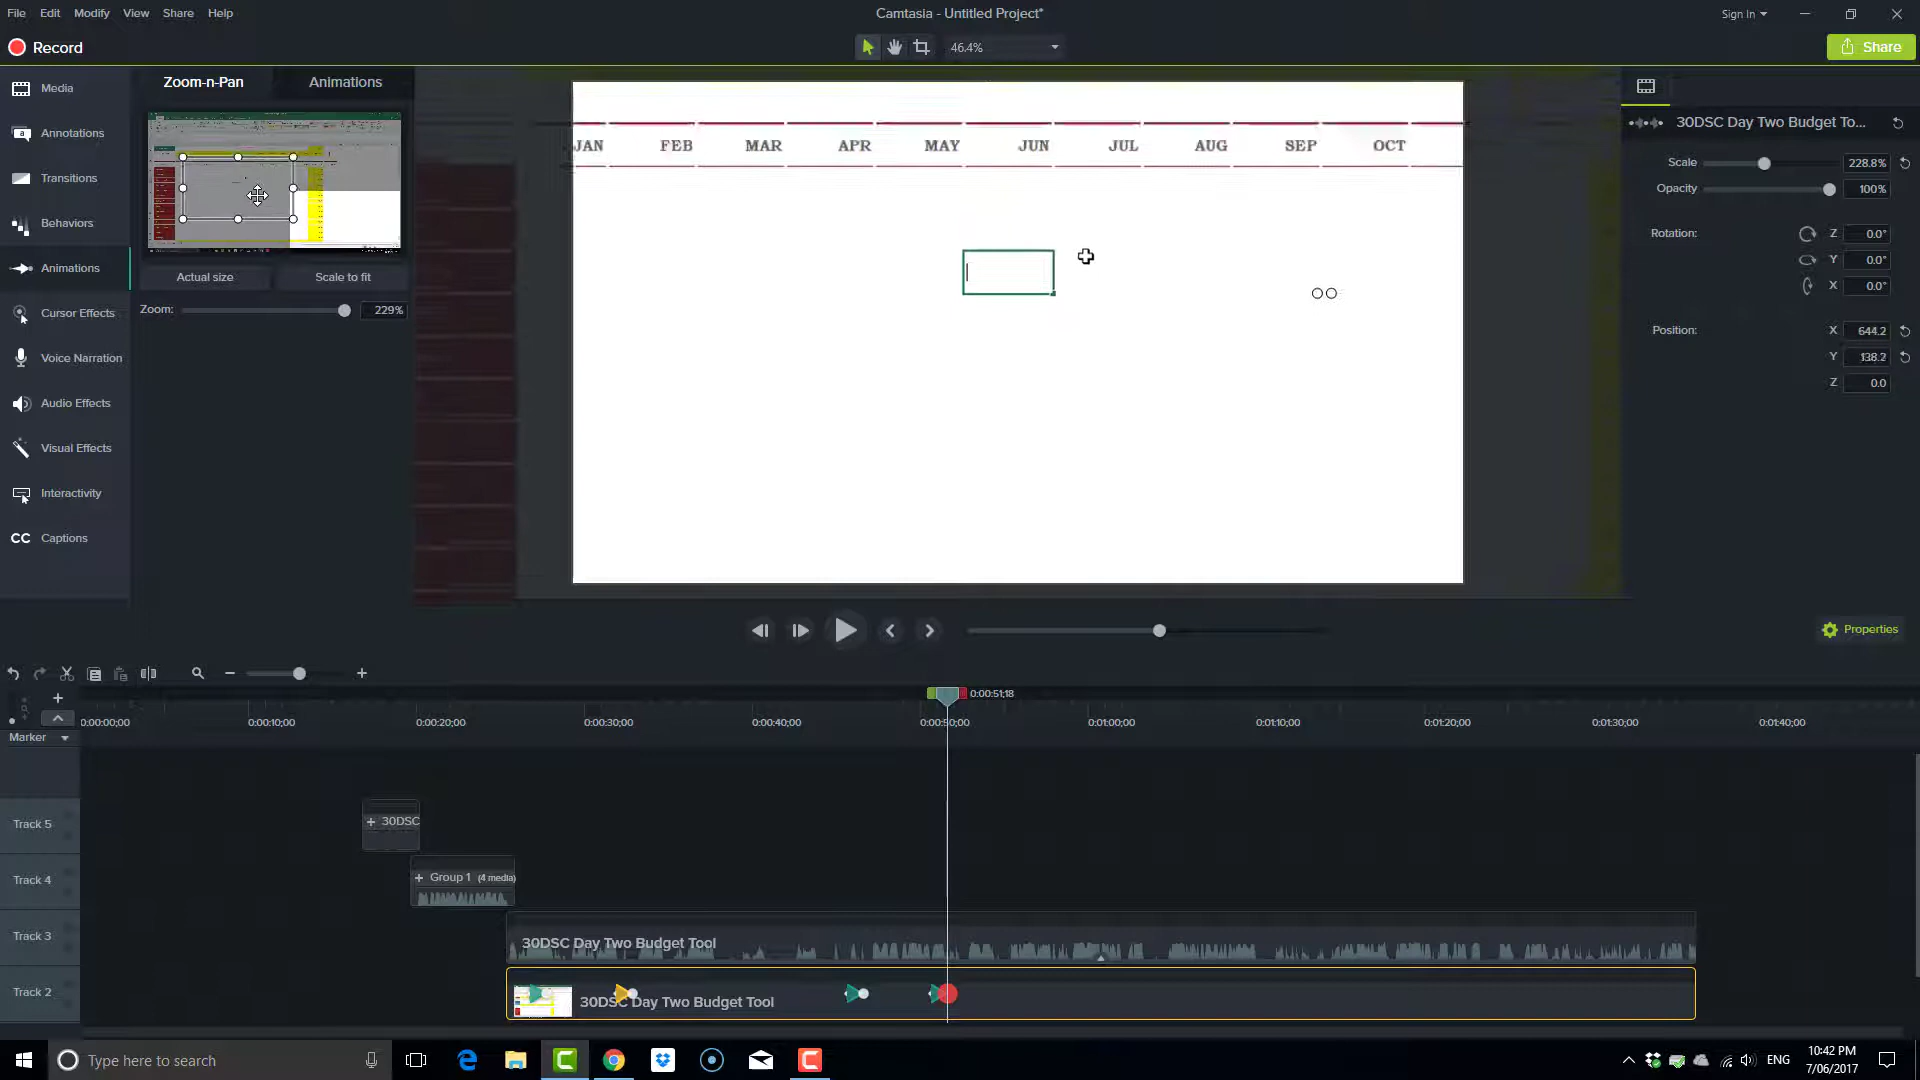 File Edit Modify View Share Help
Camtasia - Untitled Project*
Sign In
Record
46.4%
Share
Media
Annotations
Transitions
Behaviors
Animations
Cursor Effects
Voice Narration
Audio Effects
Visual Effects
Interactivity
CC Captions
Zoom-n-Pan Animations
Actual size Scale to fit
Zoom: 229%
JAN FEB MAR APR MAY JUN JUL AUG SEP OCT
30DSC Day Two Budget To...
Scale 228.8%
Opacity 100%
Rotation: Z 0.0°
Y 0.0°
X 0.0°
Position: X 644.2
Y 138.2
Z 0.0
Properties
0:00:51;18
0:00:00;00 0:00:10;00 0:00:20;00 0:00:30;00 0:00:40;00 0:00:50;00 0:01:00;00 0:01:10;00 0:01:20;00 0:01:30;00 0:01:40;00
Marker
Track 5
+ 30DSC
Track 4
+ Group 1 (4 media)
Track 3
30DSC Day Two Budget Tool
Track 2
30DSC Day Two Budget Tool
Type here to search
ENG
10:42 PM
7/06/2017